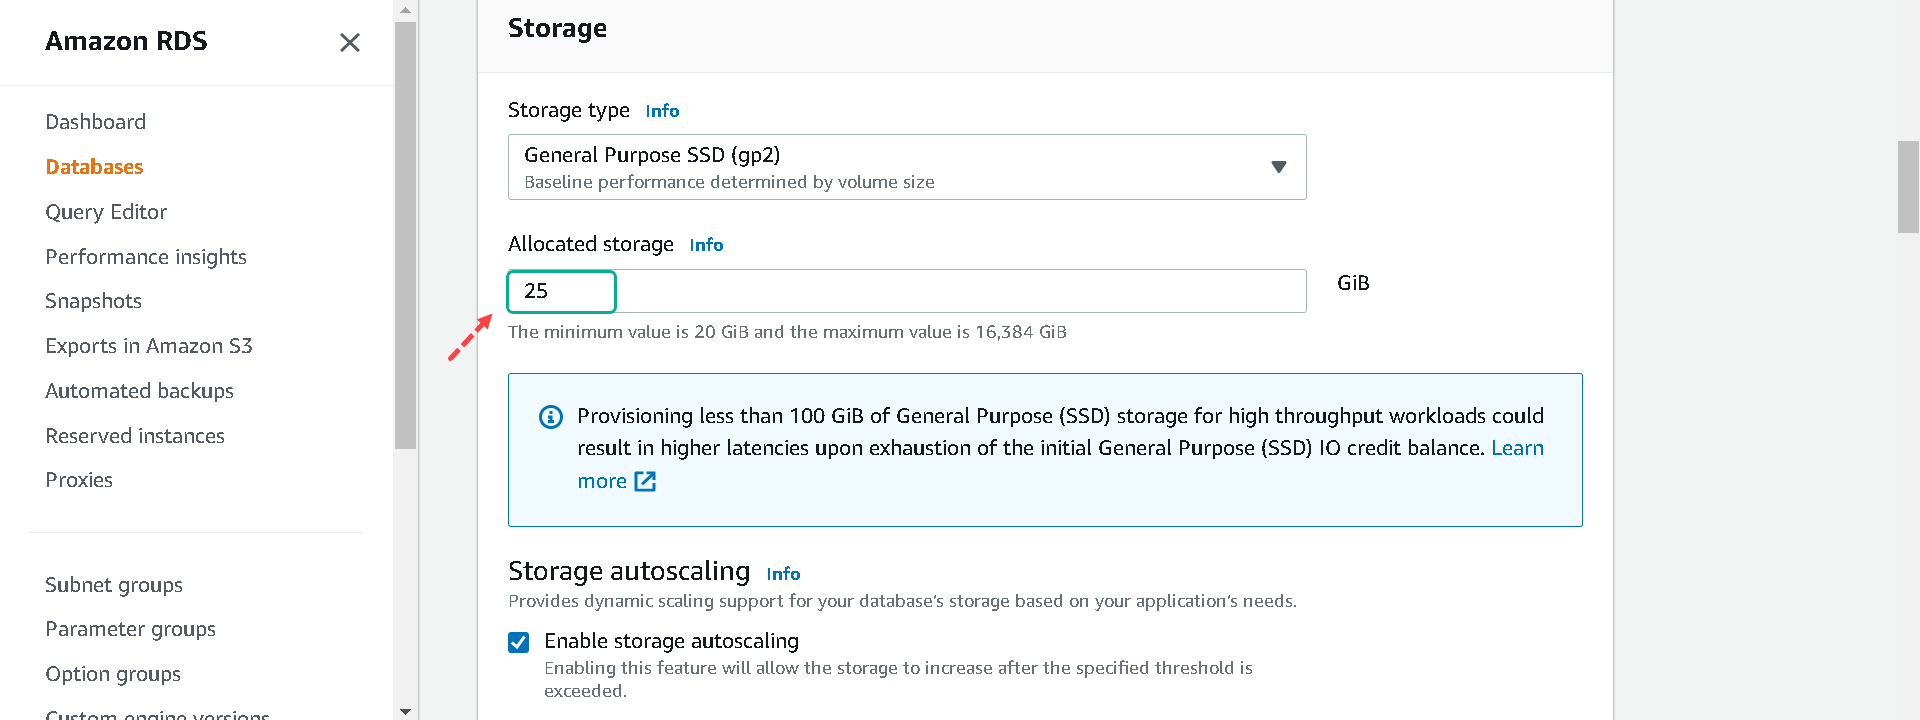 Amazon RDS
Dashboard
Databases
Query Editor
Performance insights
Snapshots
Exports in Amazon S3
Automated backups
Reserved instances
Proxies
Subnet groups
Parameter groups
Option groups
Custom engine versions
Storage
Storage type Info
General Purpose SSD (gp2)
Baseline performance determined by volume size
Allocated storage Info
25
GiB
The minimum value is 20 GiB and the maximum value is 16,384 GiB
Provisioning less than 100 GiB of General Purpose (SSD) storage for high throughput workloads could
result in higher latencies upon exhaustion of the initial General Purpose (SSD) IO credit balance. Learn
more
Storage autoscaling Info
Provides dynamic scaling support for your database's storage based on your application's needs.
Enable storage autoscaling
Enabling this feature will allow the storage to increase after the specified threshold is
exceeded.